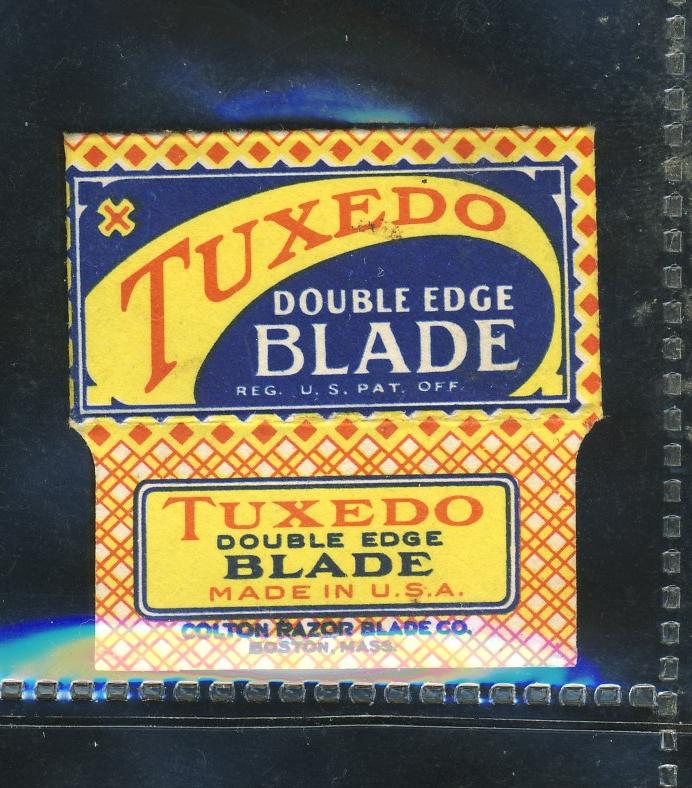 TUXEDO
DOUBLE EDGE
BLADE
REG. U. S. PAT. OFF.
TUXEDO
DOUBLE EDGE
BLADE
MADE IN U.S.A.
COLTON RAZOR BLADE CO.
BOSTON, MASS.